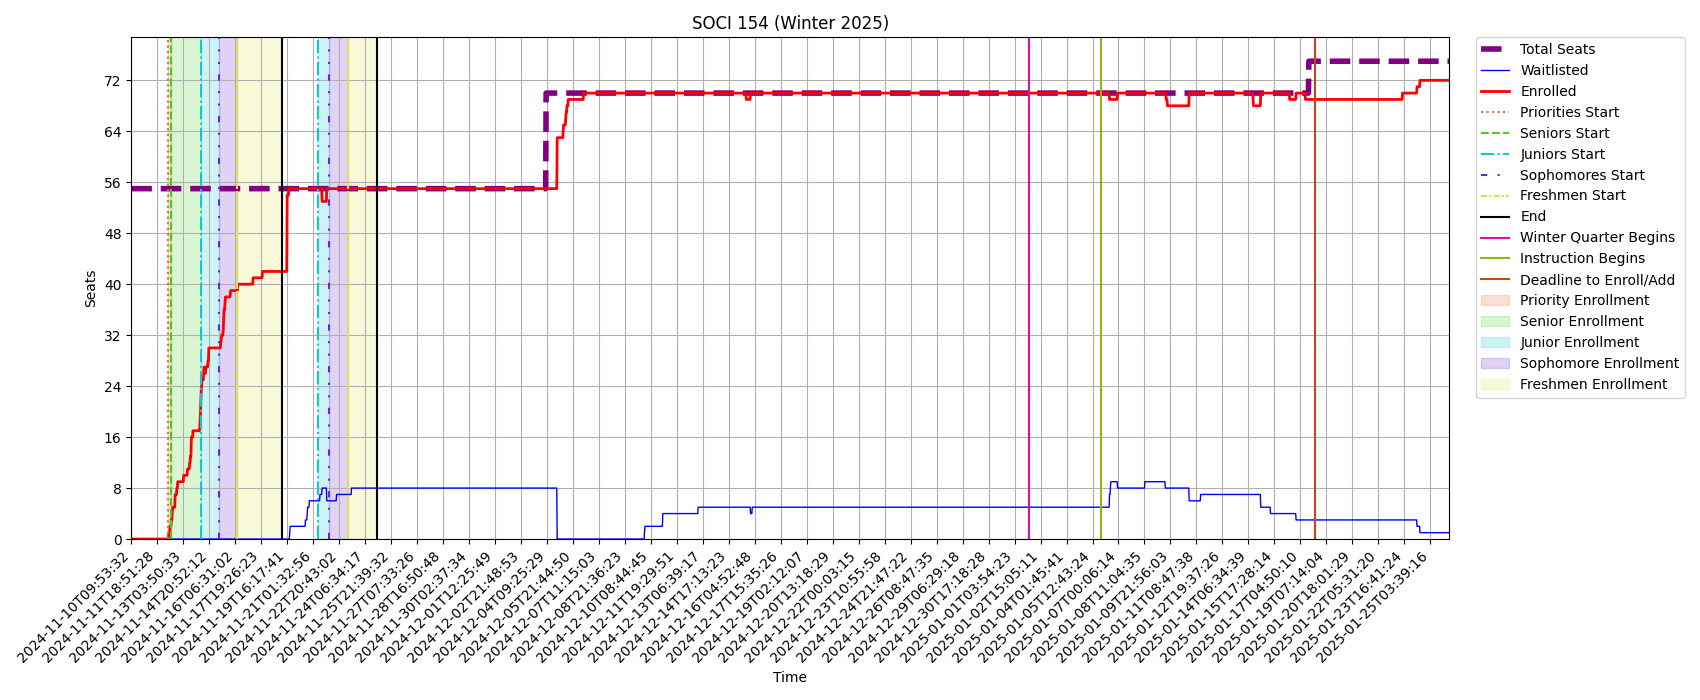 SOCI 154 (Winter 2025)
Seats
72
64
56
48
40
32
24
16
8
0
2024-11-10T09:53:32
2024-11-11T18:51:28
2024-11-13T03:50:33
2024-11-14T20:52:12
2024-11-16T06:31:02
2024-11-17T19:26:23
2024-11-19T16:17:41
2024-11-21T01:32:56
2024-11-22T20:43:02
2024-11-24T06:34:17
2024-11-25T21:39:32
2024-11-27T07:33:26
2024-11-28T16:50:48
2024-11-30T02:37:34
2024-12-01T12:25:49
2024-12-02T21:48:53
2024-12-04T09:25:29
2024-12-05T21:44:50
2024-12-07T11:15:03
2024-12-08T21:36:23
2024-12-10T08:44:45
2024-12-11T19:29:51
2024-12-13T06:39:17
2024-12-14T17:13:23
2024-12-16T04:52:48
2024-12-17T15:35:26
2024-12-19T02:12:07
2024-12-20T13:18:29
2024-12-22T00:03:15
2024-12-23T10:55:58
2024-12-24T21:47:22
2024-12-26T08:47:35
2024-12-29T06:29:18
2024-12-30T17:18:28
2025-01-01T03:54:23
2025-01-02T15:05:11
2025-01-04T01:45:41
2025-01-05T12:43:24
2025-01-07T00:06:14
2025-01-08T11:04:35
2025-01-09T21:56:03
2025-01-11T08:47:38
2025-01-12T19:37:26
2025-01-14T06:34:39
2025-01-15T17:28:14
2025-01-17T04:50:10
2025-01-19T07:14:04
2025-01-20T18:01:29
2025-01-22T05:31:20
2025-01-23T16:41:24
2025-01-25T03:39:16
Time
Total Seats
Waitlisted
Enrolled
Priorities Start
Seniors Start
Juniors Start
Sophomores Start
Freshmen Start
End
Winter Quarter Begins
Instruction Begins
Deadline to Enroll/Add
Priority Enrollment
Senior Enrollment
Junior Enrollment
Sophomore Enrollment
Freshmen Enrollment